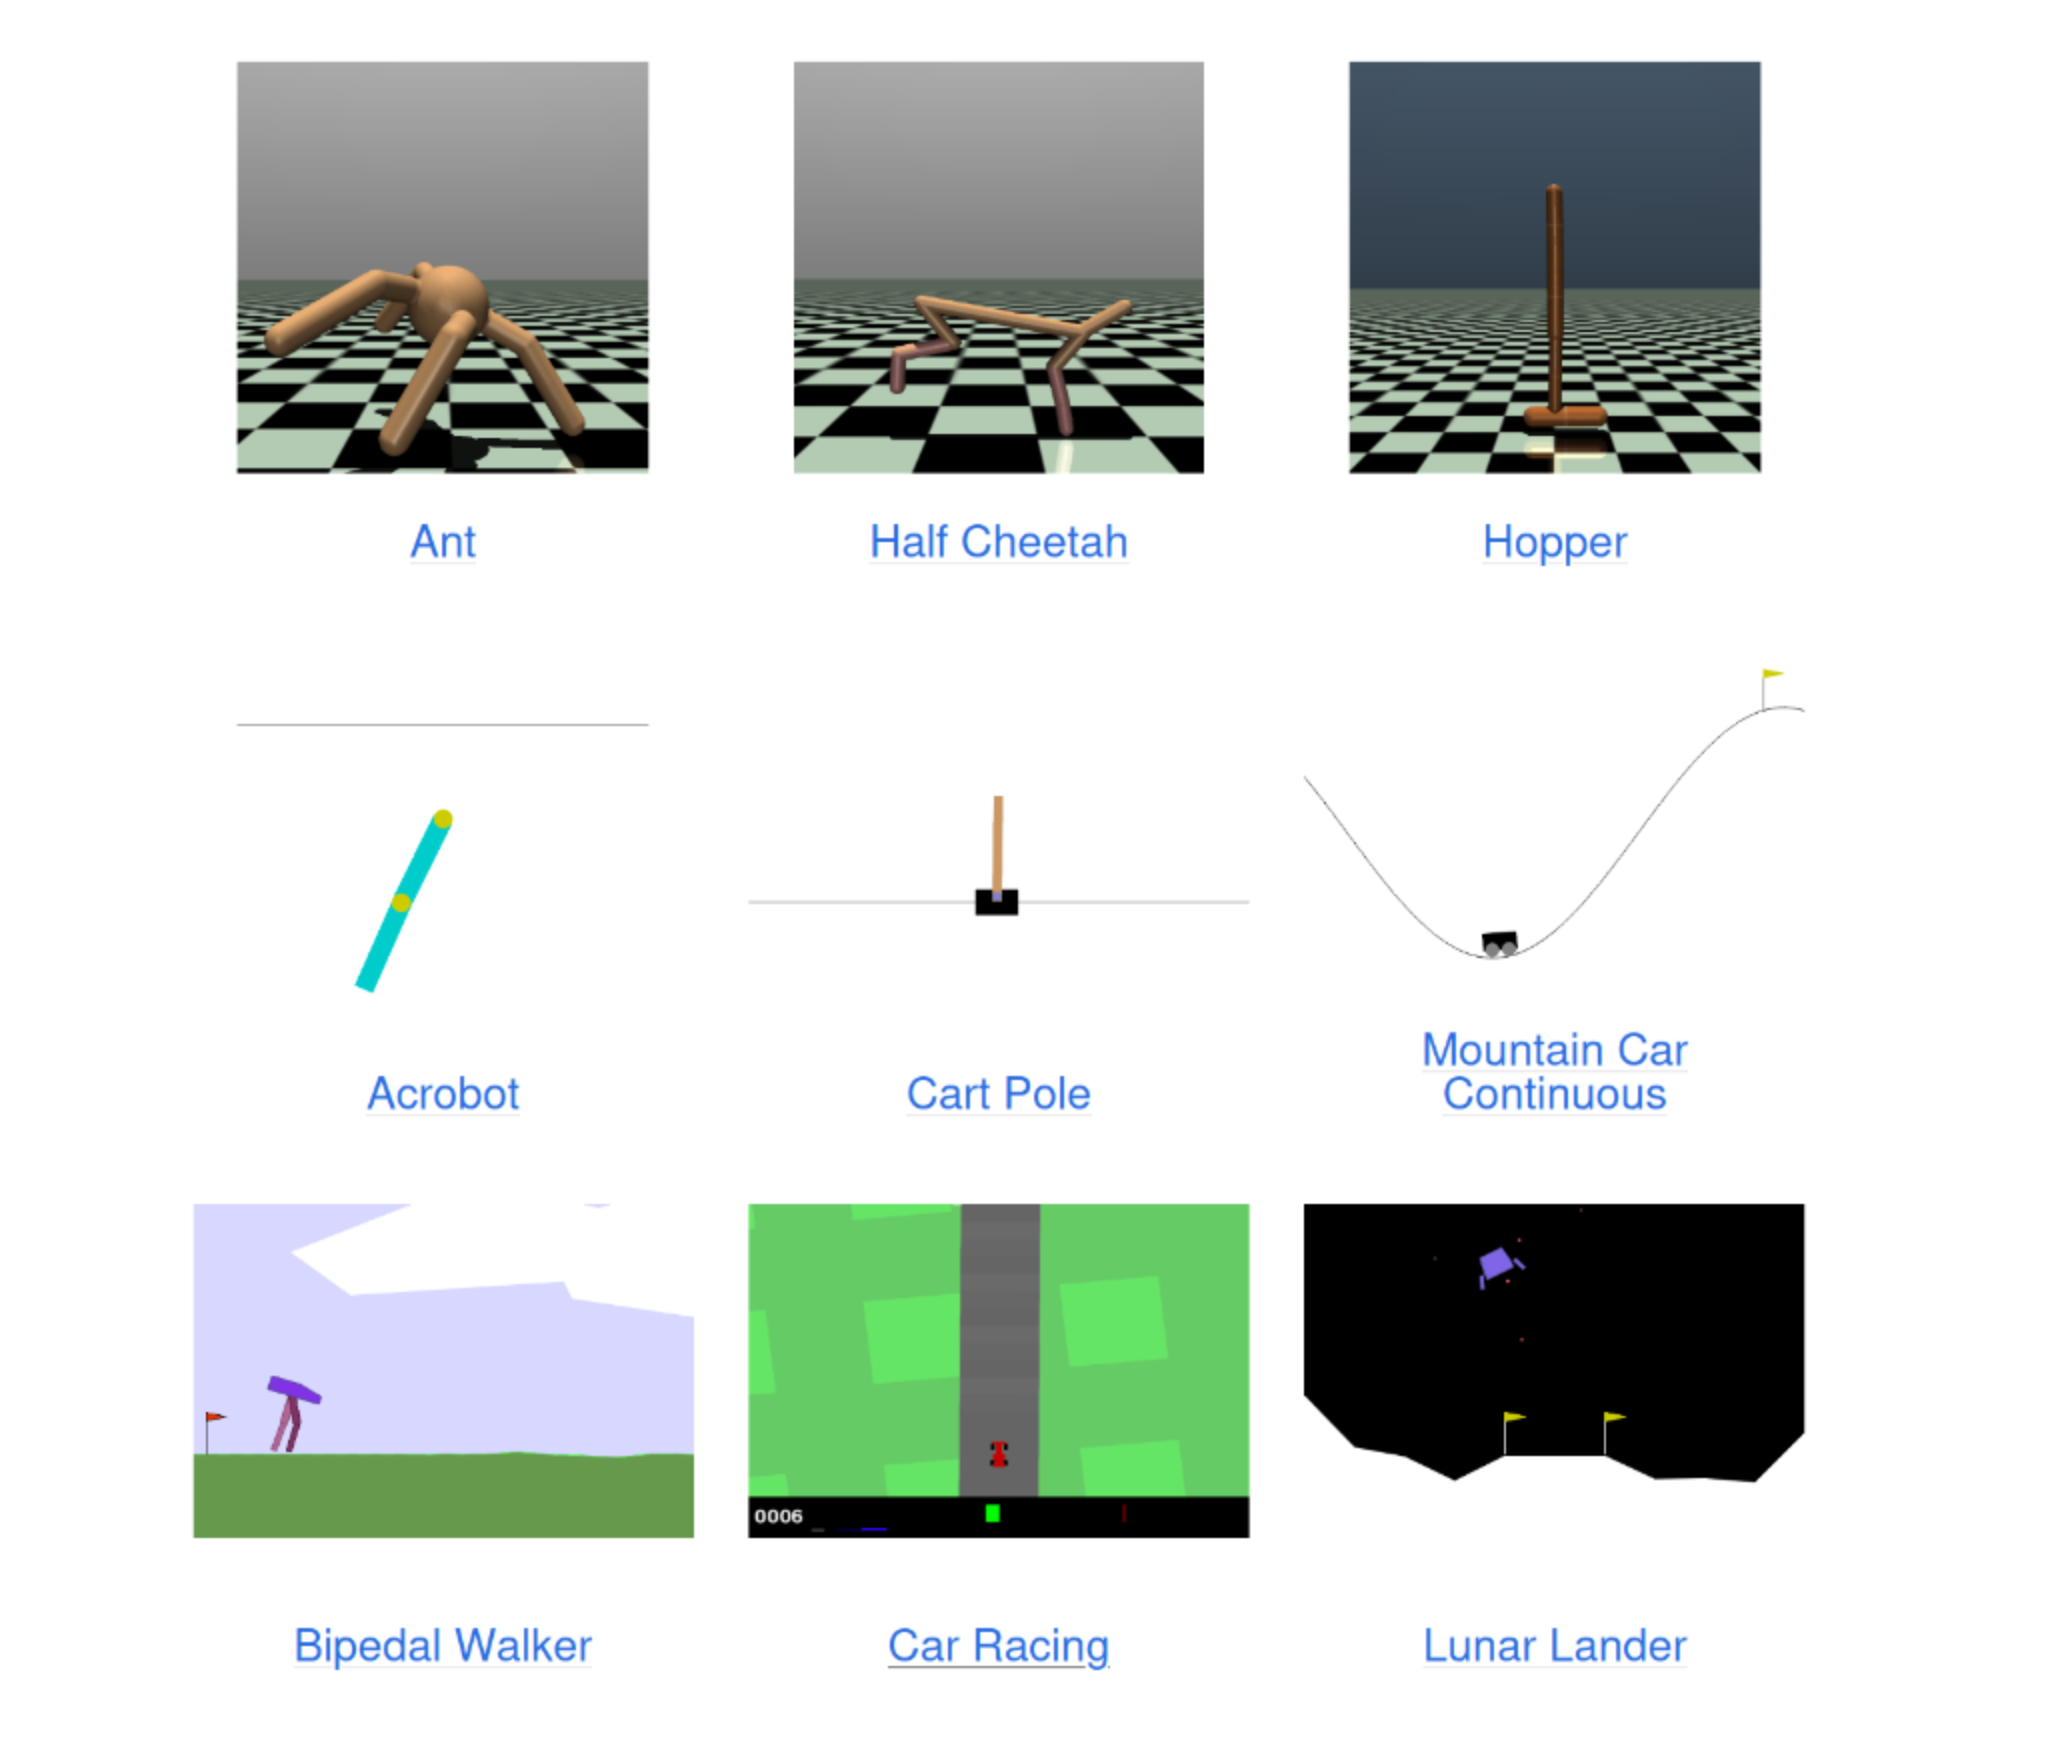 Ant
Half Cheetah
Hopper
Acrobot
Cart Pole
Mountain Car
Continuous
0006
Bipedal Walker
Car Racing
Lunar Lander